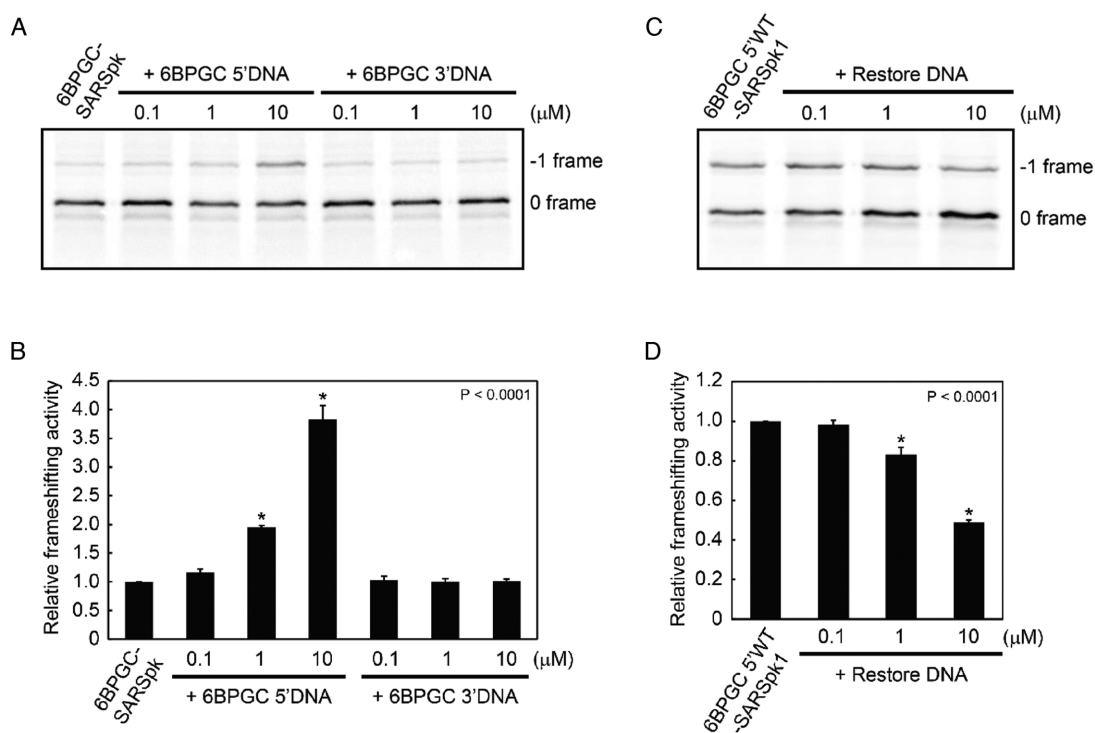 A
6BPGC-
SARSpk
+ 6BPGC 5'DNA
+ 6BPGC 3'DNA
0.1 1 10 0.1 1 10 (μM)
-1 frame
0 frame
C
6BPGC 5'WT
-SARSpk1
+ Restore DNA
0.1 1 10 (μM)
-1 frame
0 frame
B
Relative frameshifting activity
4.5
4.0
3.5
3.0
2.5
2.0
1.5
1.0
0.5
0
P < 0.0001
*
*
6BPGC-
SARSpk
0.1 1 10 0.1 1 10 (μM)
+ 6BPGC 5'DNA
+ 6BPGC 3'DNA
D
Relative frameshifting activity
1.2
1.0
0.8
0.6
0.4
0.2
0
P < 0.0001
*
*
6BPGC 5'WT
-SARSpk1
0.1 1 10 (μM)
+ Restore DNA